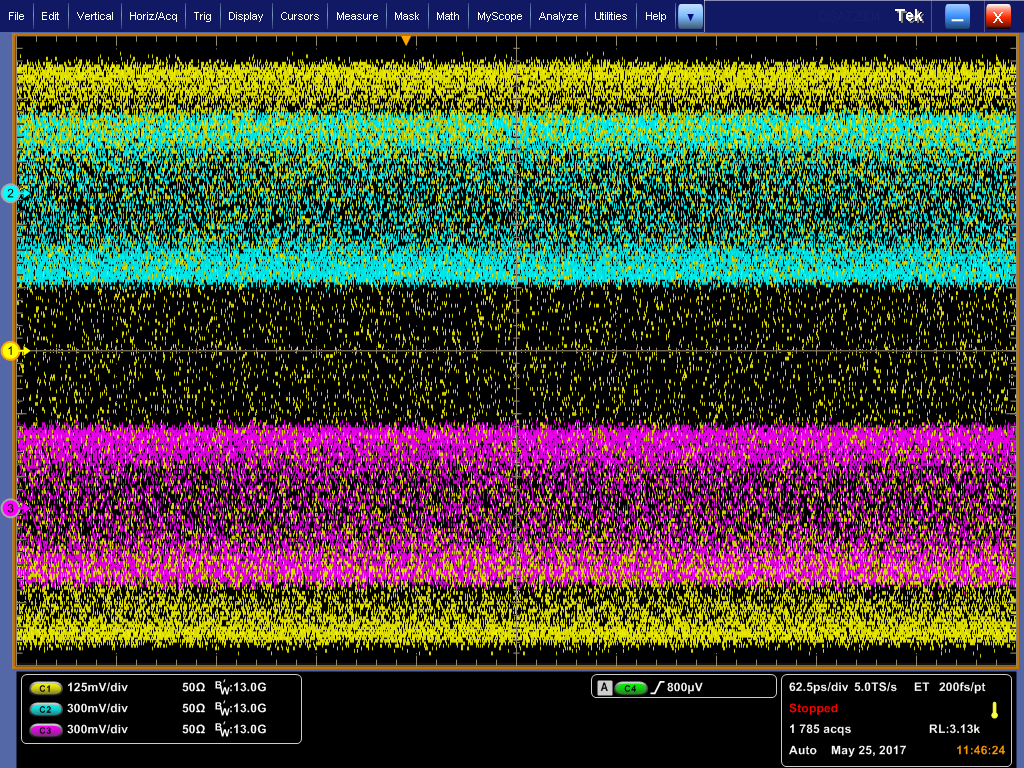 File Edit Vertical Horiz/Acq Trig Display Cursors Measure Mask Math MyScope Analyze Utilities Help Tek X
2
1
3
C1 125mV/div 50Ω BW:13.0G
C2 300mV/div 50Ω BW:13.0G
C3 300mV/div 50Ω BW:13.0G
A C4 800µV
62.5ps/div 5.0TS/s ET 200fs/pt
Stopped
1 785 acqs RL:3.13k
Auto May 25, 2017 11:46:24